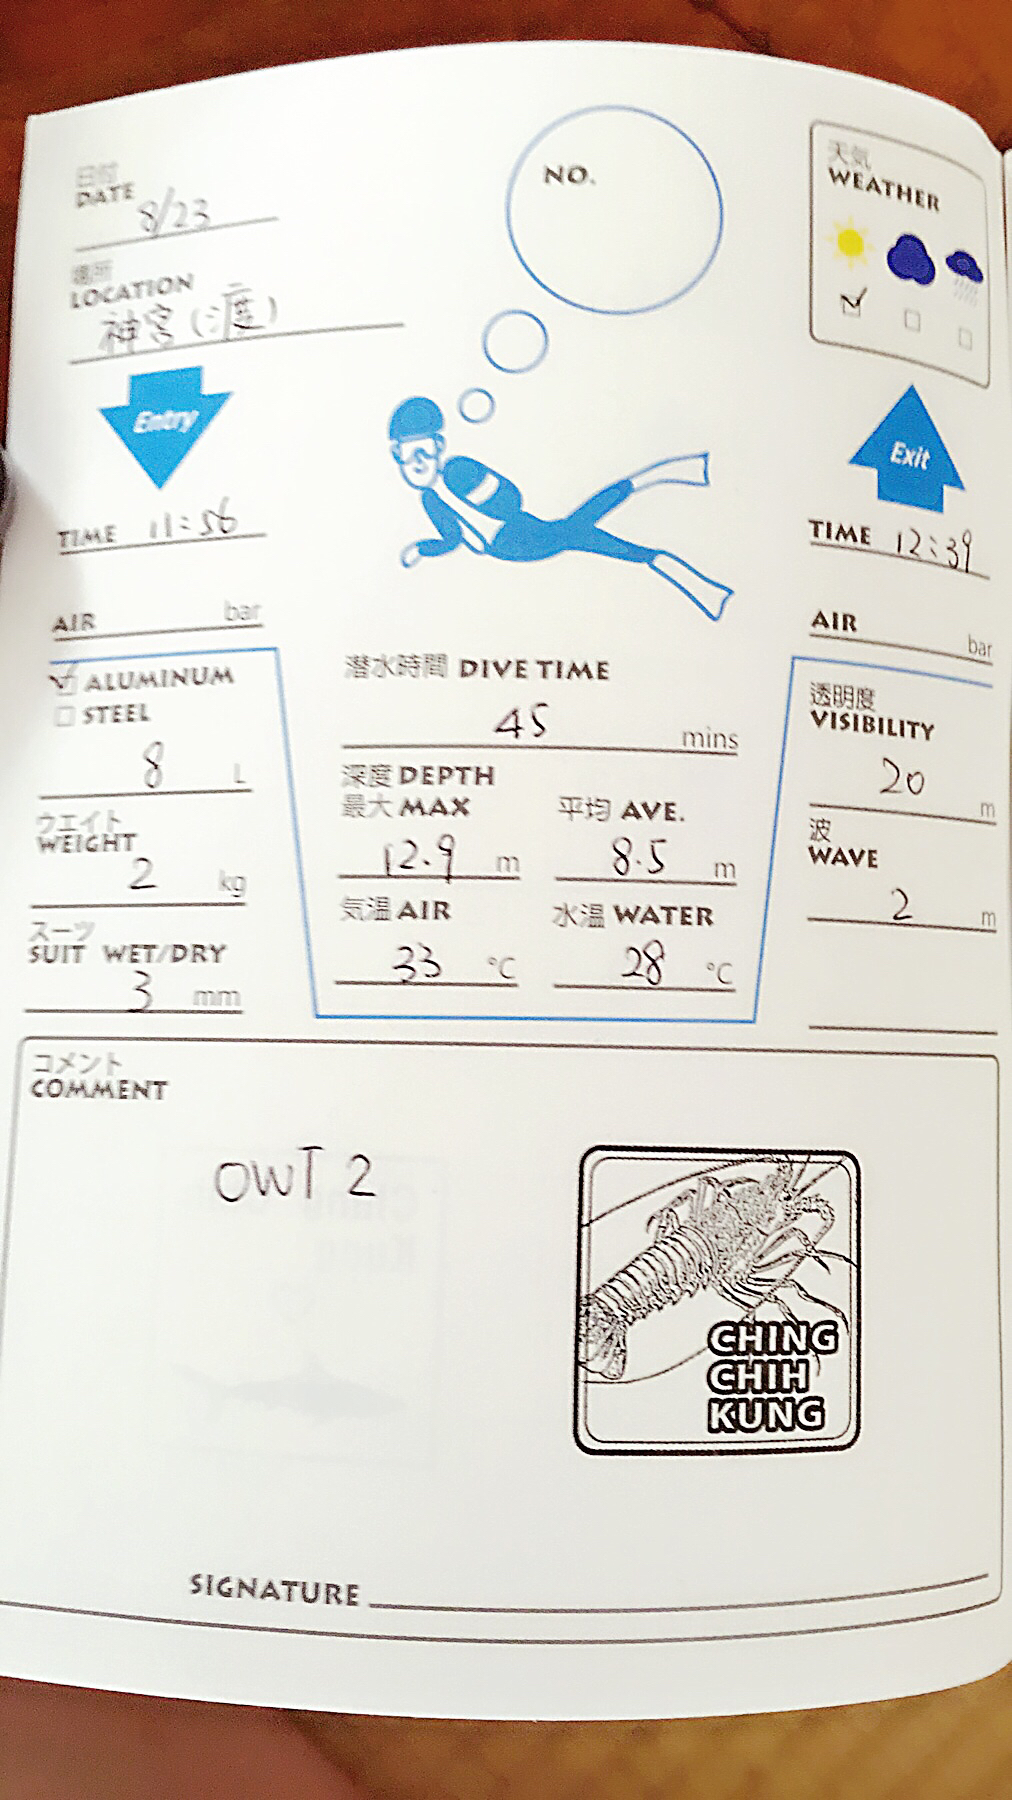 日付
DATE 8/23
場所
LOCATION
神宮(渡)
NO.
天気
WEATHER
Entry
Exit
TIME 11:56
TIME 12:39
AIR bar
AIR bar
ALUMINUM
STEEL
8 L
ウエイト
WEIGHT
2 kg
スーツ
SUIT WET/DRY
3 mm
潜水時間 DIVE TIME
45 mins
深度 DEPTH
最大 MAX
12.9 m
平均 AVE.
8.5 m
気温 AIR
33 °C
水温 WATER
28 °C
透明度
VISIBILITY
20 m
波
WAVE
2 m
コメント
COMMENT
OWT 2
CHING
CHIH
KUNG
SIGNATURE